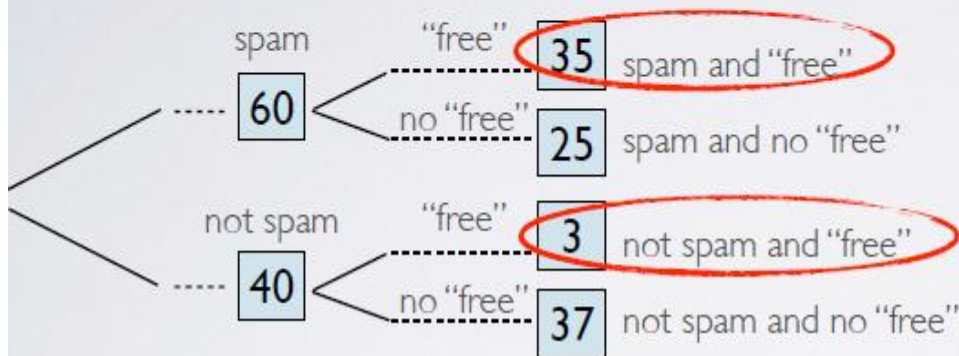 spam
60
"free"
35 spam and "free"
no "free"
25 spam and no "free"
not spam
40
"free"
3 not spam and "free"
no "free"
37 not spam and no "free"